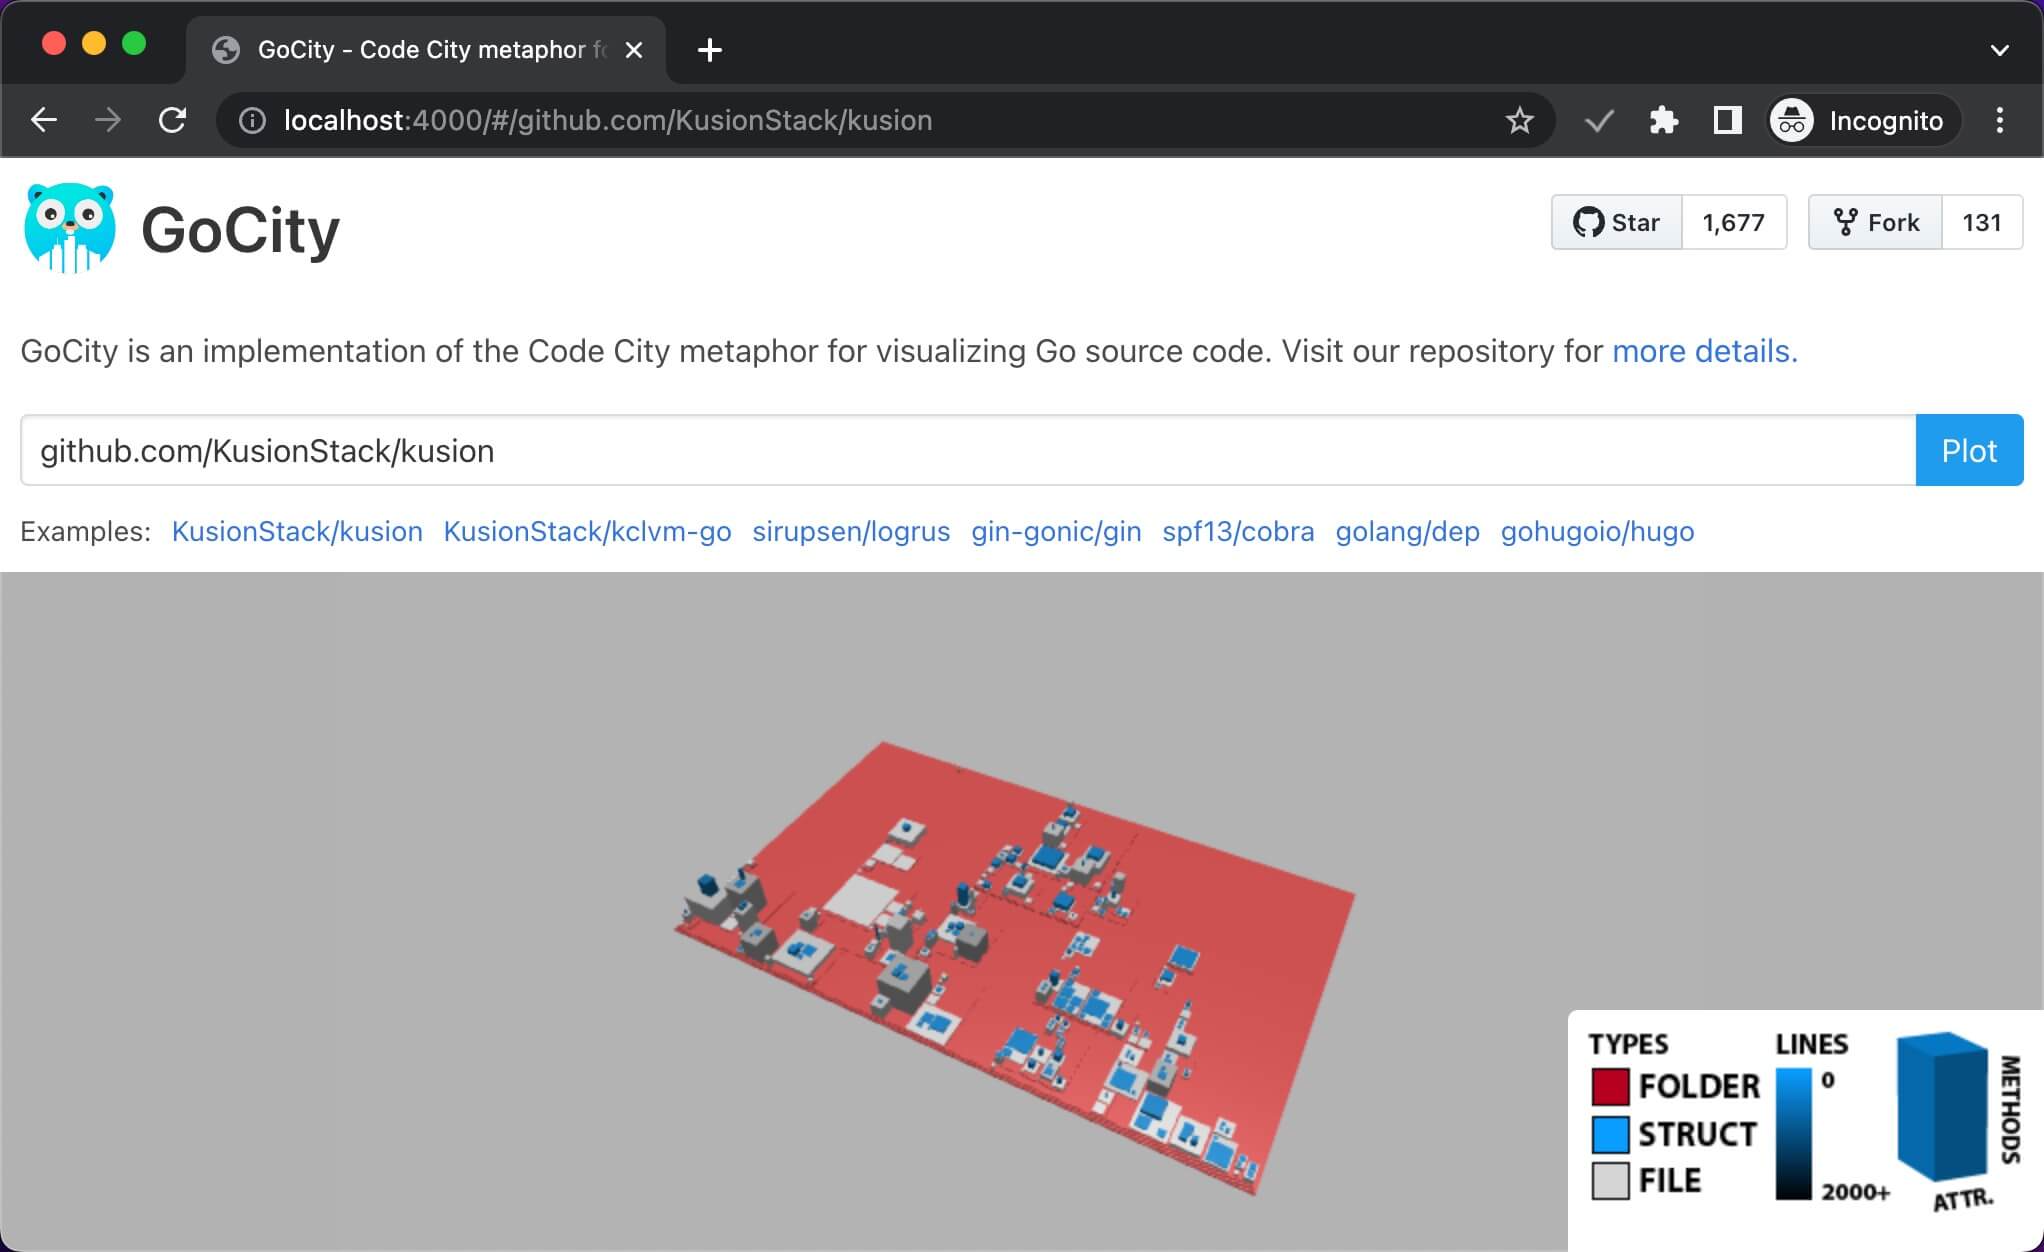 GoCity - Code City metaphor fo
localhost:4000/#/github.com/KusionStack/kusion
Incognito
GoCity
Star 1,677
Fork 131
GoCity is an implementation of the Code City metaphor for visualizing Go source code. Visit our repository for more details.
github.com/KusionStack/kusion
Plot
Examples: KusionStack/kusion KusionStack/kclvm-go sirupsen/logrus gin-gonic/gin spf13/cobra golang/dep gohugoio/hugo
TYPES
FOLDER
STRUCT
FILE
LINES
0
2000+
METHODS
ATTR.